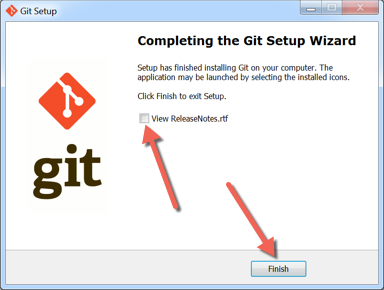 Git Setup
Completing the Git Setup Wizard
Setup has finished installing Git on your computer. The
application may be launched by selecting the installed icons.
Click Finish to exit Setup.
View ReleaseNotes.rtf
git
Finish